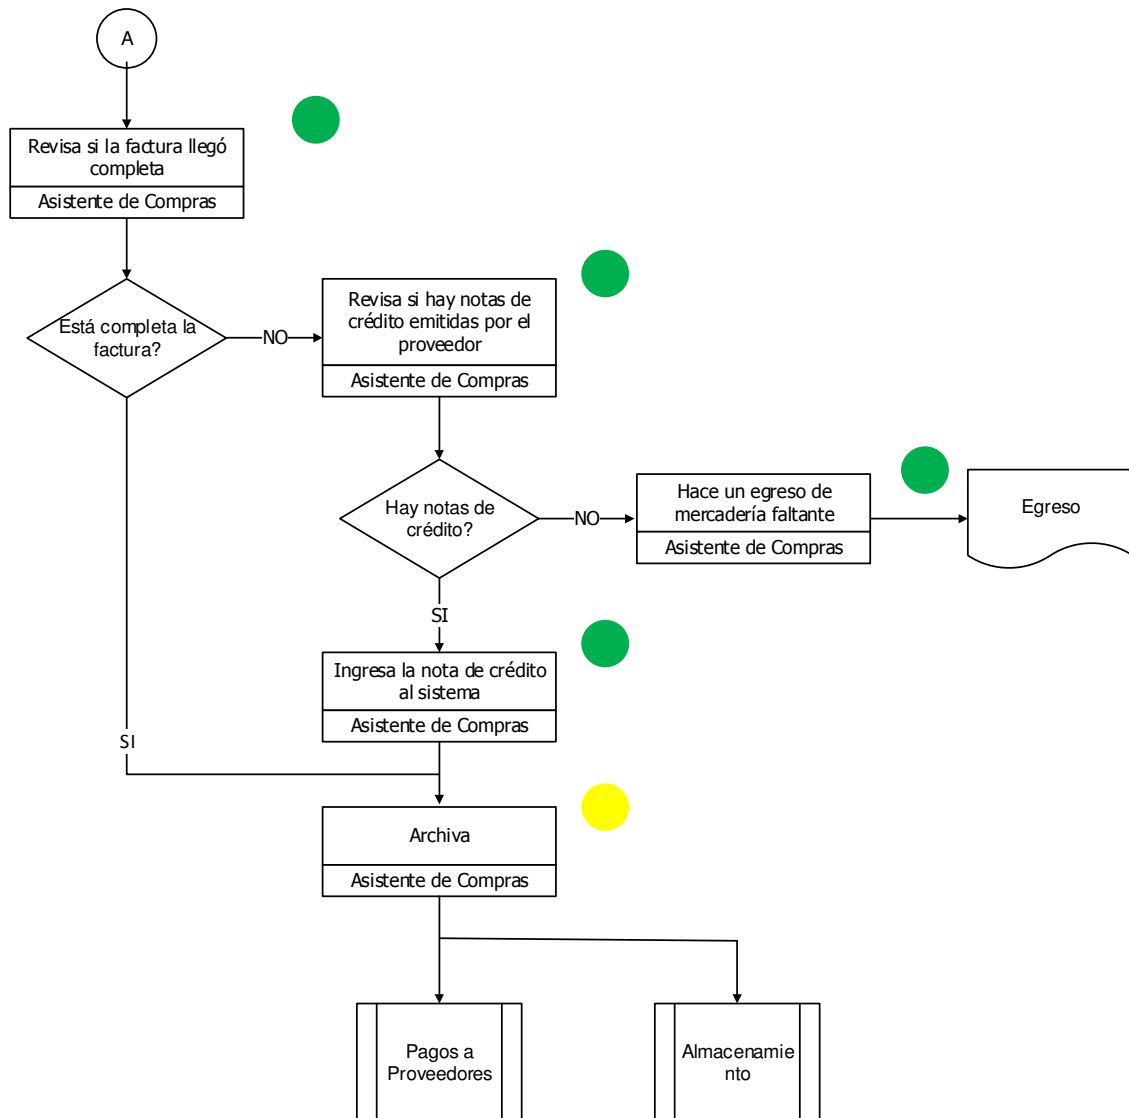 A
Revisa si la factura llegó
completa
Asistente de Compras
Está completa la
factura?
NO
Revisa si hay notas de
crédito emitidas por el
proveedor
Asistente de Compras
Hay notas de
crédito?
NO
Hace un egreso de
mercadería faltante
Asistente de Compras
Egreso
SI
Ingresa la nota de crédito
al sistema
Asistente de Compras
SI
Archiva
Asistente de Compras
Pagos a
Proveedores
Almacenamie
nto